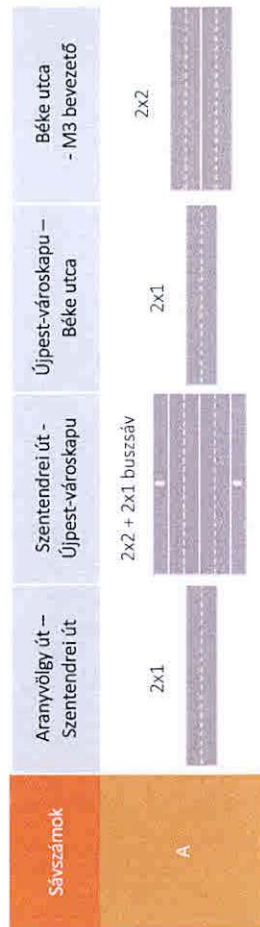 Sávszámok
Aranyvölgy út –
Szentendrei út
Szentendrei út -
Újpest-városkapu
Újpest-városkapu –
Béke utca
Béke utca
- M3 bevezető
A
2x1
2x2 + 2x1 buszsáv
2x1
2x2